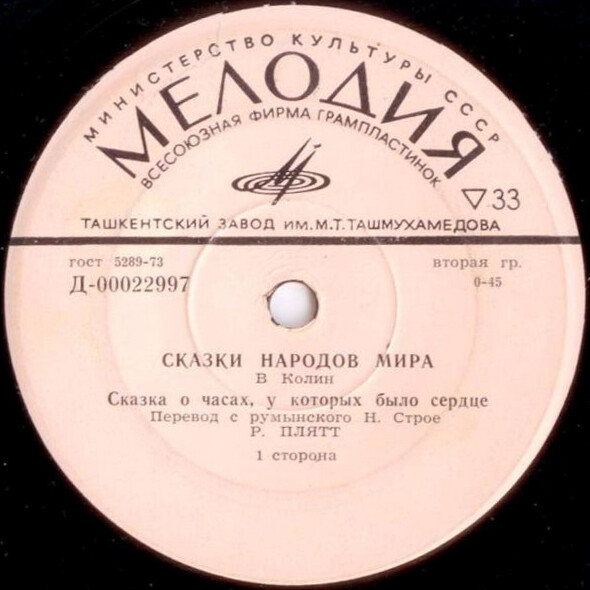 МИНИСТЕРСТВО КУЛЬТУРЫ СССР
МЕЛОДИЯ
ВСЕСОЮЗНАЯ ФИРМА ГРАМПЛАСТИНОК
▽33
ТАШКЕНТСКИЙ ЗАВОД ИМ.М.Т.ТАШМУХАМЕДОВА
гост 5289-73
вторая гр.
Д-00022997
0-45
СКАЗКИ НАРОДОВ МИРА
В Колин
Сказка о часах, у которых было сердце
Перевод с румынского Н. Строе
Р. ПЛЯТТ
1 сторона